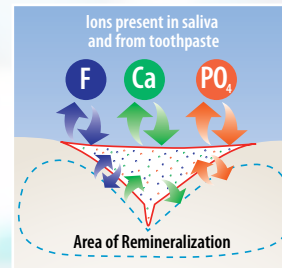 Ions present in saliva
and from toothpaste
F Ca PO₄
Area of Remineralization